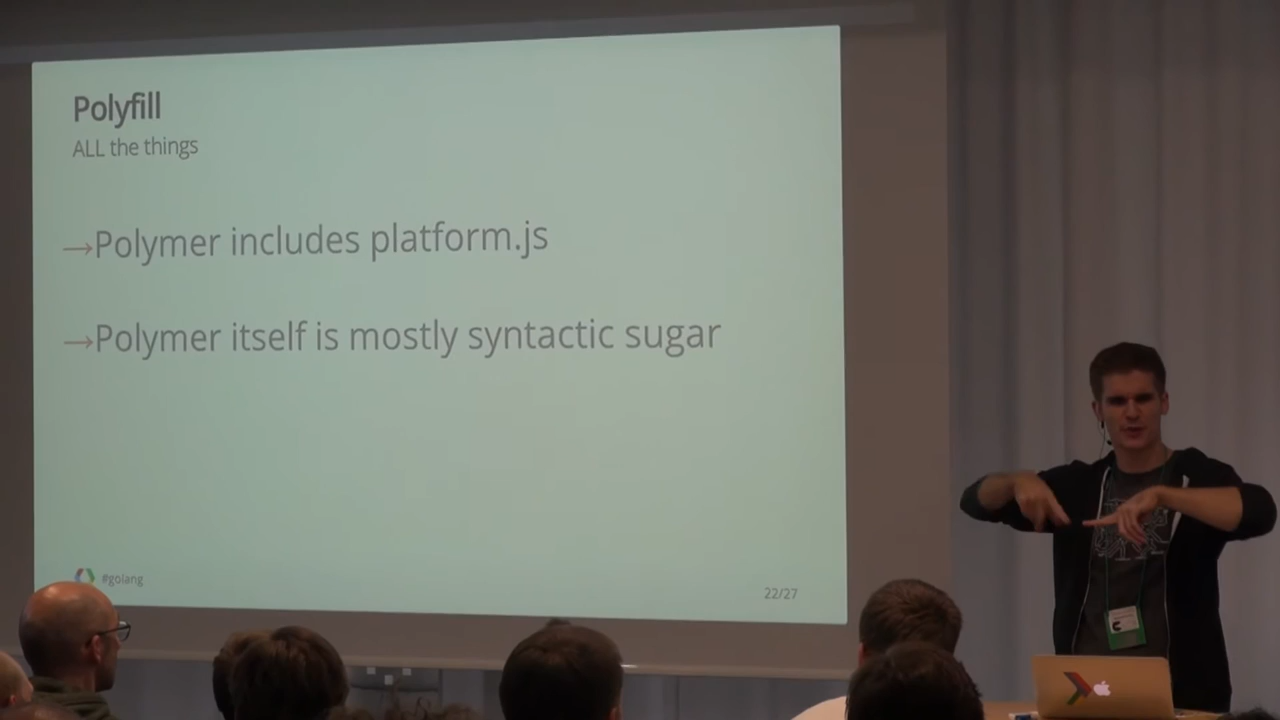 Polyfill
ALL the things
→Polymer includes platform.js
→Polymer itself is mostly syntactic sugar
#golang
22/27